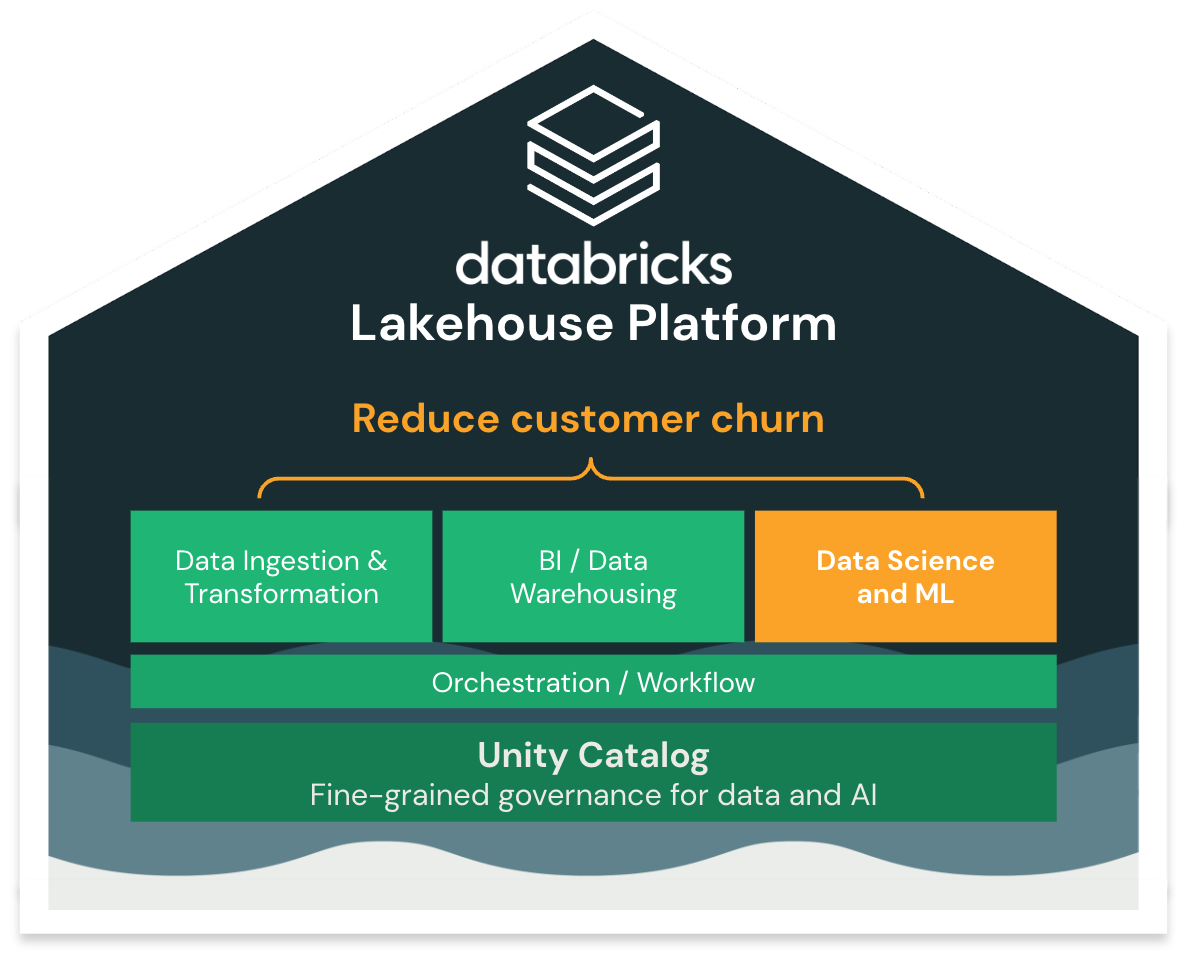 databricks
Lakehouse Platform
Reduce customer churn
Data Ingestion &
Transformation
BI / Data
Warehousing
Data Science
and ML
Orchestration / Workflow
Unity Catalog
Fine-grained governance for data and AI